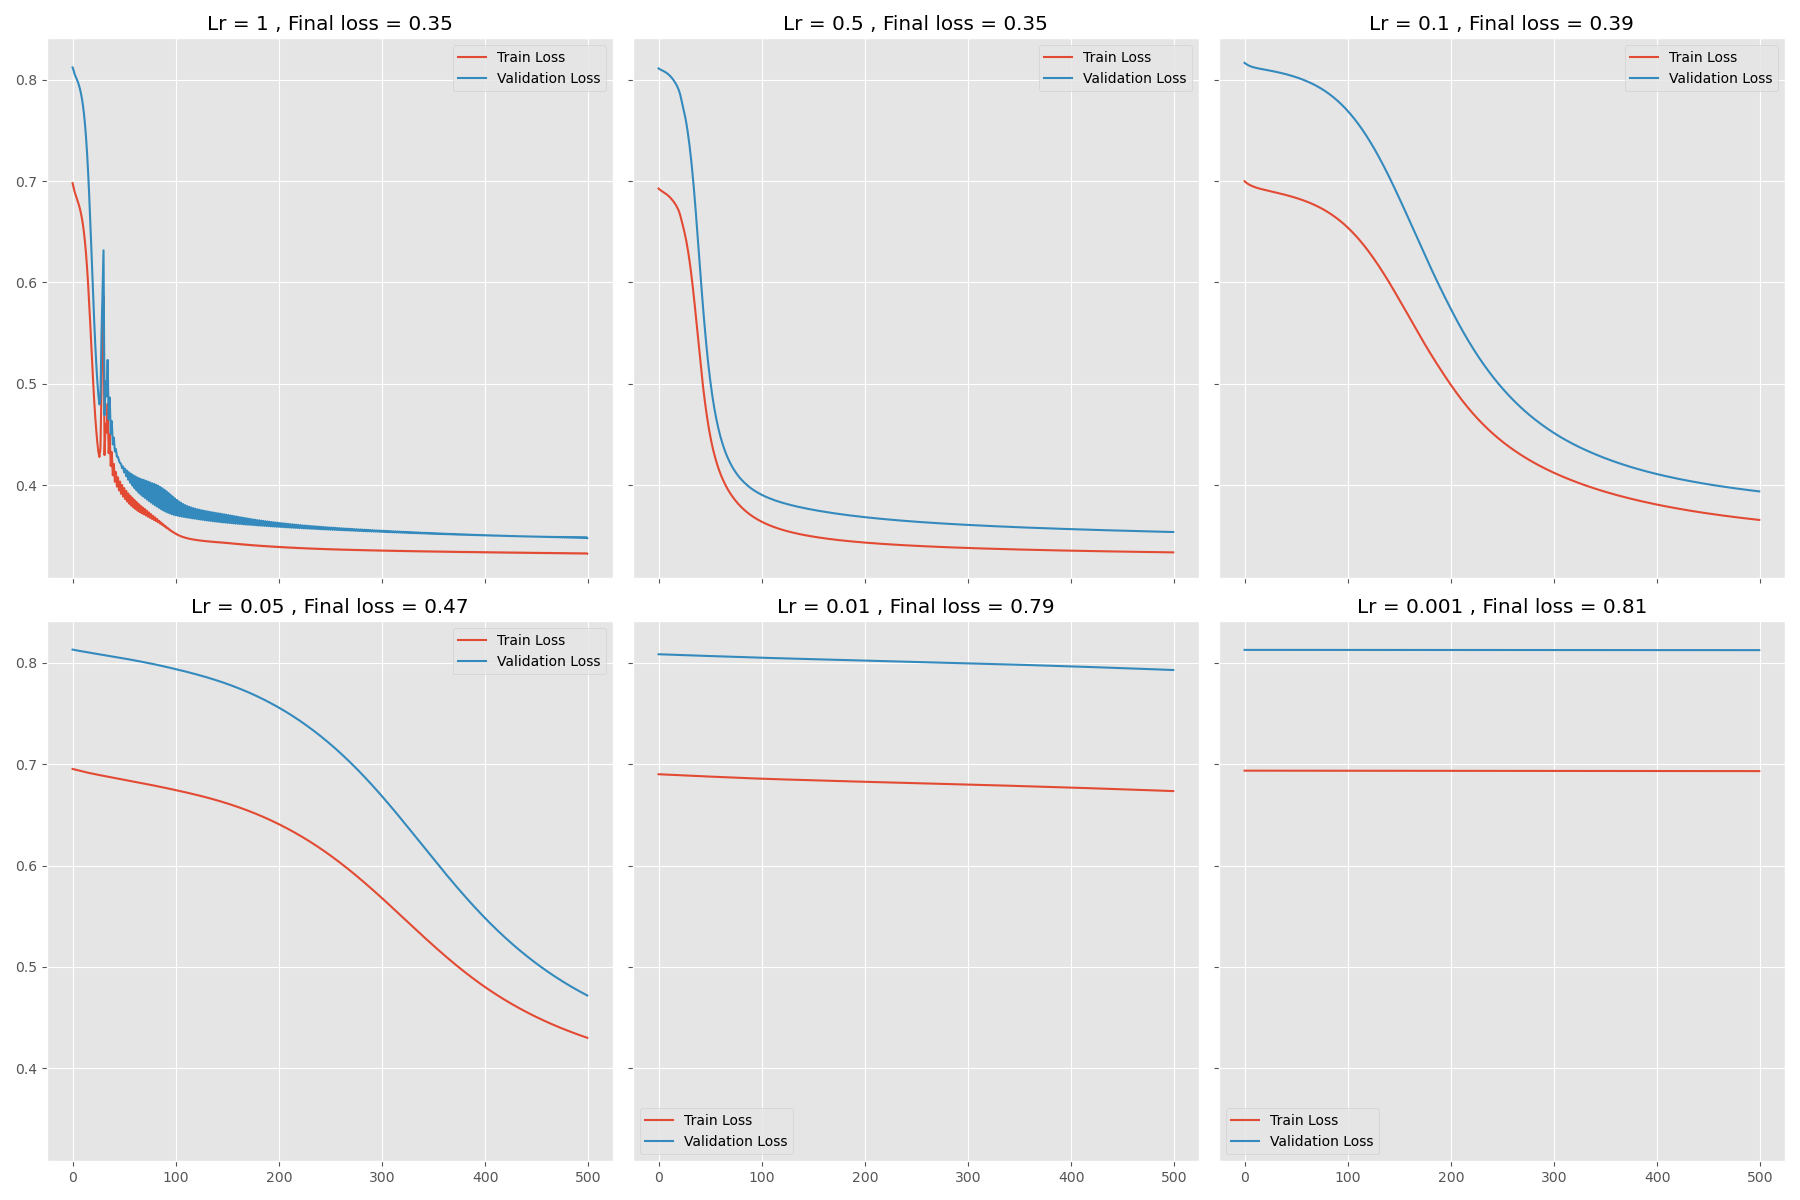 Lr = 1 , Final loss = 0.35
Train Loss
Validation Loss
0.8
0.7
0.6
0.5
0.4
Lr = 0.5 , Final loss = 0.35
Train Loss
Validation Loss
Lr = 0.1 , Final loss = 0.39
Train Loss
Validation Loss
Lr = 0.05 , Final loss = 0.47
Train Loss
Validation Loss
0.8
0.7
0.6
0.5
0.4
0 100 200 300 400 500
Lr = 0.01 , Final loss = 0.79
Train Loss
Validation Loss
0 100 200 300 400 500
Lr = 0.001 , Final loss = 0.81
Train Loss
Validation Loss
0 100 200 300 400 500